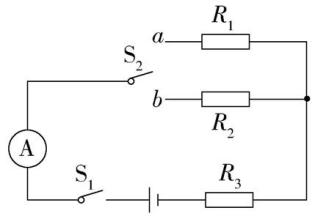 a R₁
S₂
b R₂
A
S₁ R₃